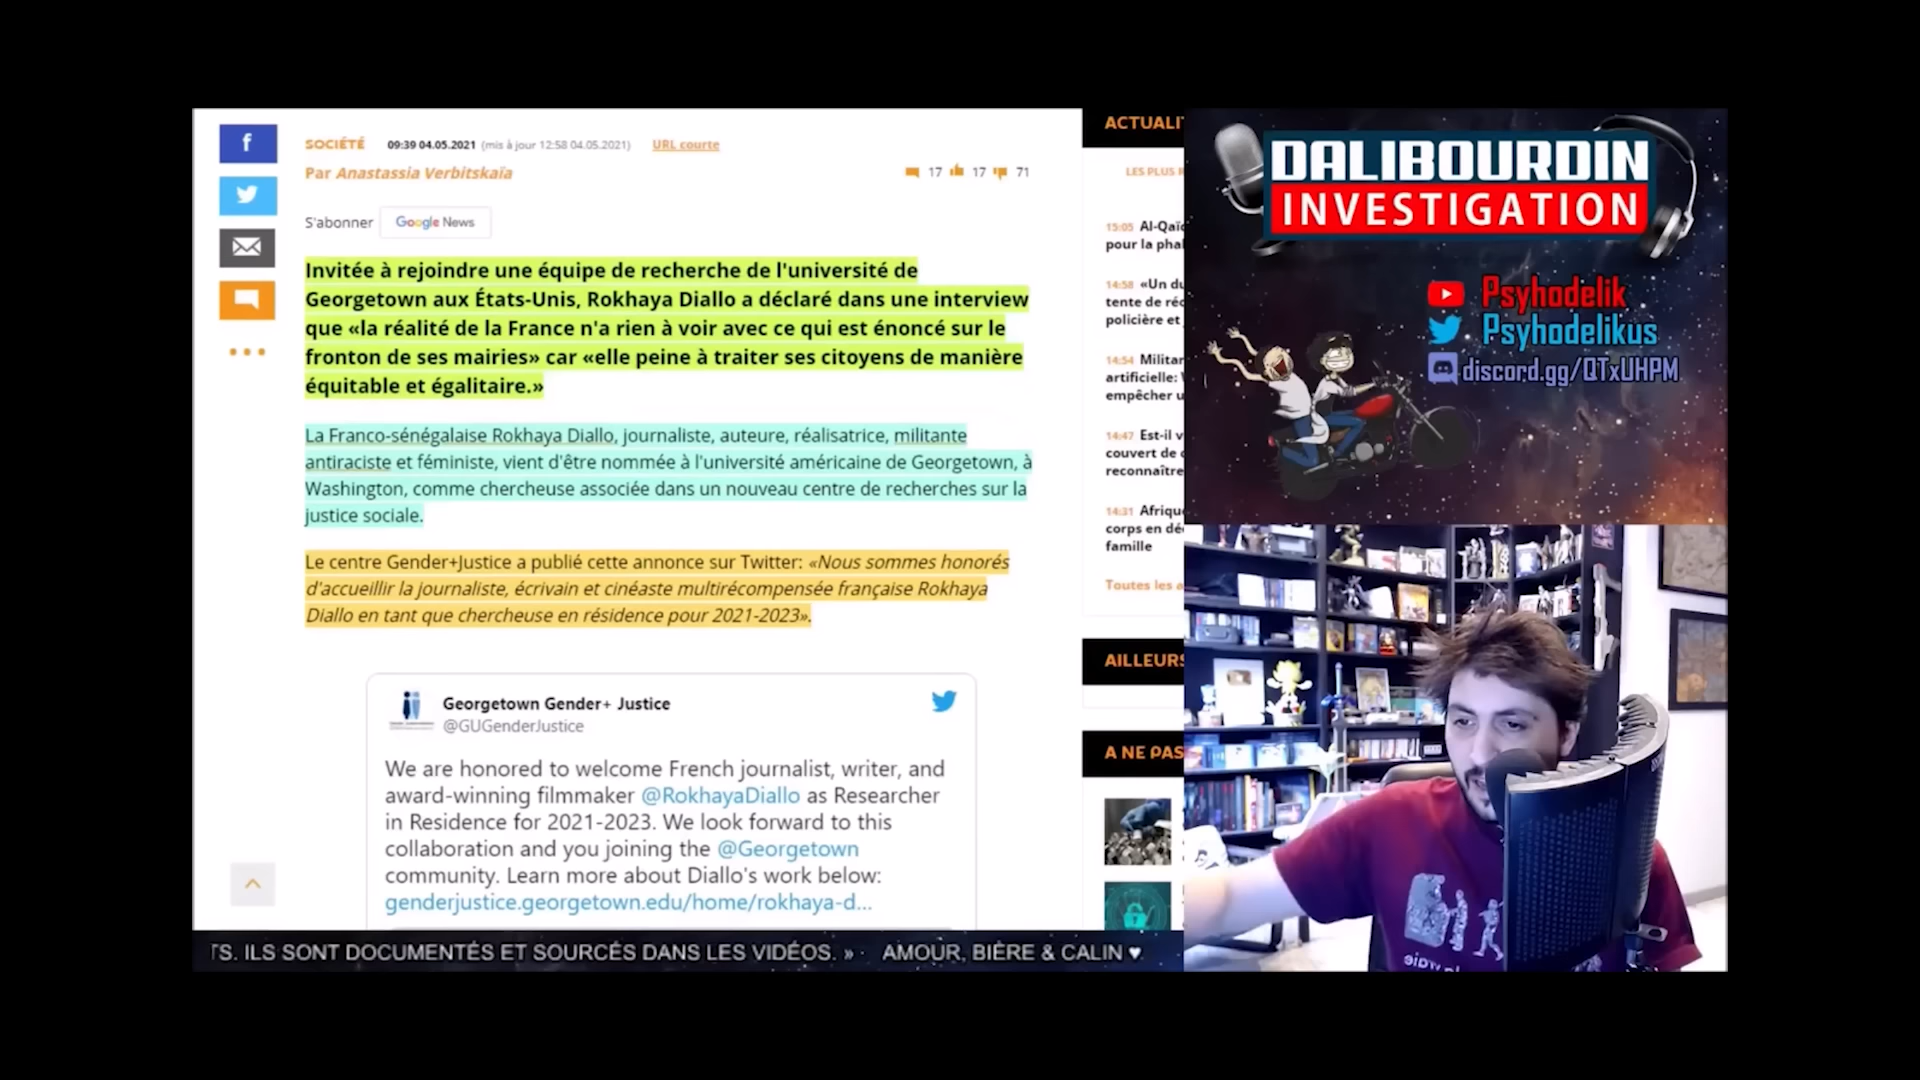 SOCIÉTÉ 09:39 04.05.2021 (mis à jour 12:58 04.05.2021) URL courte
Par Anastassia Verbitskaïa
17 17 71
S'abonner Google News
Invitée à rejoindre une équipe de recherche de l'université de
Georgetown aux États-Unis, Rokhaya Diallo a déclaré dans une interview
que «la réalité de la France n'a rien à voir avec ce qui est énoncé sur le
fronton de ses mairies» car «elle peine à traiter ses citoyens de manière
équitable et égalitaire.»
La Franco-sénégalaise Rokhaya Diallo, journaliste, auteure, réalisatrice, militante
antiraciste et féministe, vient d'être nommée à l'université américaine de Georgetown, à
Washington, comme chercheuse associée dans un nouveau centre de recherches sur la
justice sociale.
Le centre Gender+Justice a publié cette annonce sur Twitter: «Nous sommes honorés
d'accueillir la journaliste, écrivain et cinéaste multirécompensée française Rokhaya
Diallo en tant que chercheuse en résidence pour 2021-2023».
Georgetown Gender+ Justice
@GUGenderJustice
We are honored to welcome French journalist, writer, and
award-winning filmmaker @RokhayaDiallo as Researcher
in Residence for 2021-2023. We look forward to this
collaboration and you joining the @Georgetown
community. Learn more about Diallo's work below:
genderjustice.georgetown.edu/home/rokhaya-d...
ACTUALI
LES PLUS
15:05 Al-Qaï
pour la pha
14:58 «Un du
tente de ré
policière et
14:54 Milita
artificielle:
empêcher u
14:47 Est-il v
couvert de
reconnaître
14:31 Afriqu
corps en dé
famille
Toutes les a
AILLEURS
A NE PAS
DALIBOURDIN
INVESTIGATION
Psyhodelik
Psyhodelikus
discord.gg/QTxUHPM
TS. ILS SONT DOCUMENTÉS ET SOURCÉS DANS LES VIDÉOS. » · AMOUR, BIÈRE & CALIN ♥